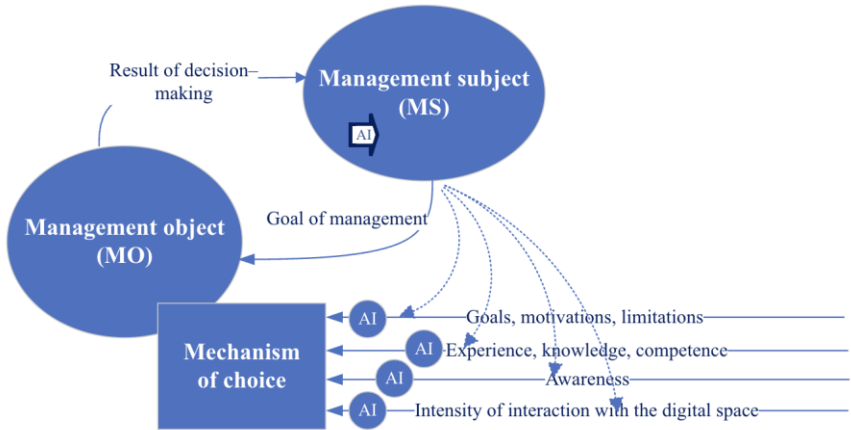 Result of decision–
making
Management subject
(MS)
AI
Management object
(MO)
Goal of management
Mechanism
of choice
AI
Goals, motivations, limitations
AI
Experience, knowledge, competence
AI
Awareness
AI
Intensity of interaction with the digital space